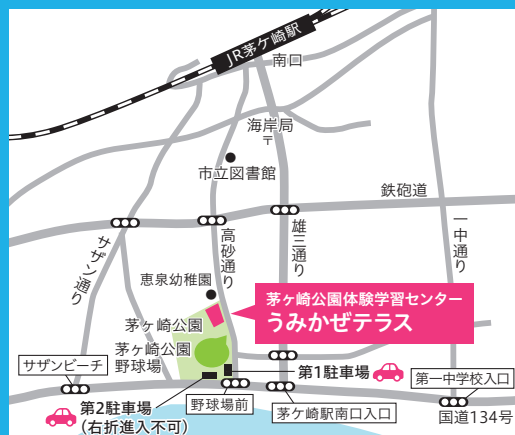 JR茅ケ崎駅
南口
海岸局
〒
市立図書館
鉄砲道
サザン通り
高砂通り
雄三通り
一中通り
恵泉幼稚園
茅ヶ崎公園体験学習センター
うみかぜテラス
茅ヶ崎公園
茅ヶ崎公園
野球場
第1駐車場
サザンビーチ
第一中学校入口
第2駐車場
(右折進入不可)
野球場前
茅ケ崎駅南口入口
国道134号